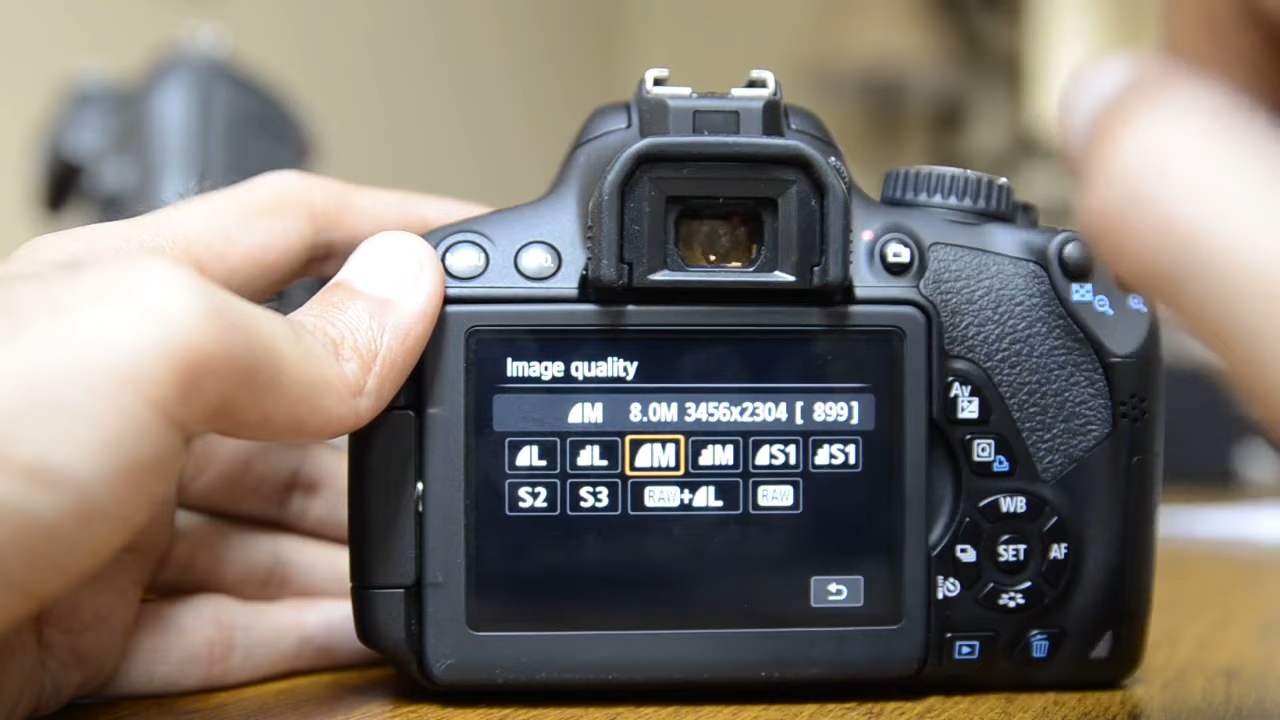 Image quality
M 8.0M 3456x2304 [ 899]
L L M M S1 S1
S2 S3 RAW+L RAW
Av
Q
WB
SET AF